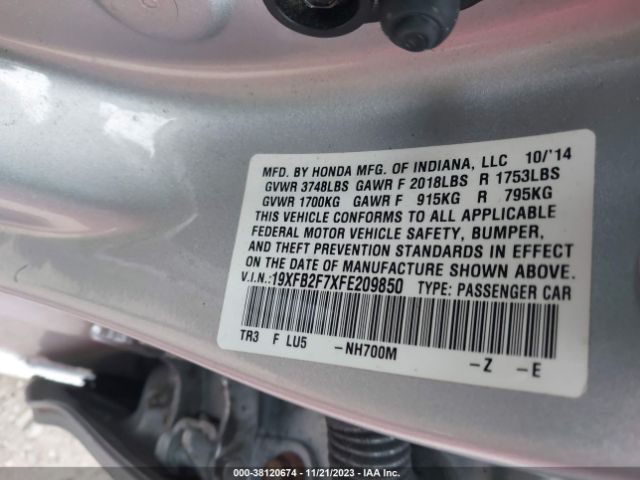 MFD. BY HONDA MFG. OF INDIANA, LLC 10/'14
GVWR 3748LBS GAWR F 2018LBS R 1753LBS
GVWR 1700KG GAWR F 915KG R 795KG
THIS VEHICLE CONFORMS TO ALL APPLICABLE
FEDERAL MOTOR VEHICLE SAFETY, BUMPER,
AND THEFT PREVENTION STANDARDS IN EFFECT
ON THE DATE OF MANUFACTURE SHOWN ABOVE.
V.I.N.:19XFB2F7XFE209850 TYPE: PASSENGER CAR
TR3 F LU5 -NH700M -Z -E
000-38120674 - 11/21/2023 - IAA Inc.